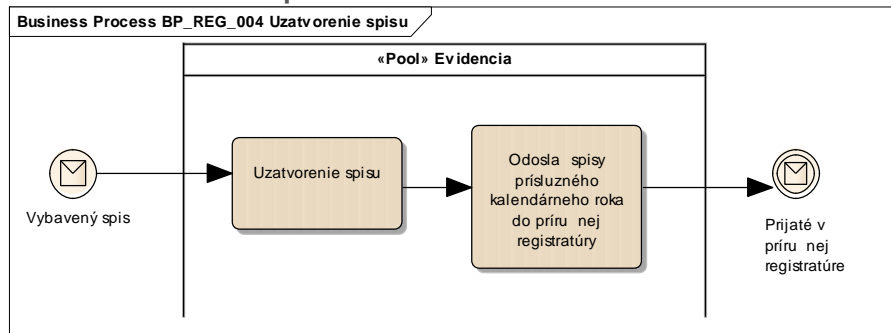 Business Process BP_REG_004 Uzatvorenie spisu
«Pool» Evidencia
Vybavený spis
Uzatvorenie spisu
Odosla spisy
prísluzného
kalendárneho roka
do príru nej
registratúry
Prijaté v
príru nej
registratúre